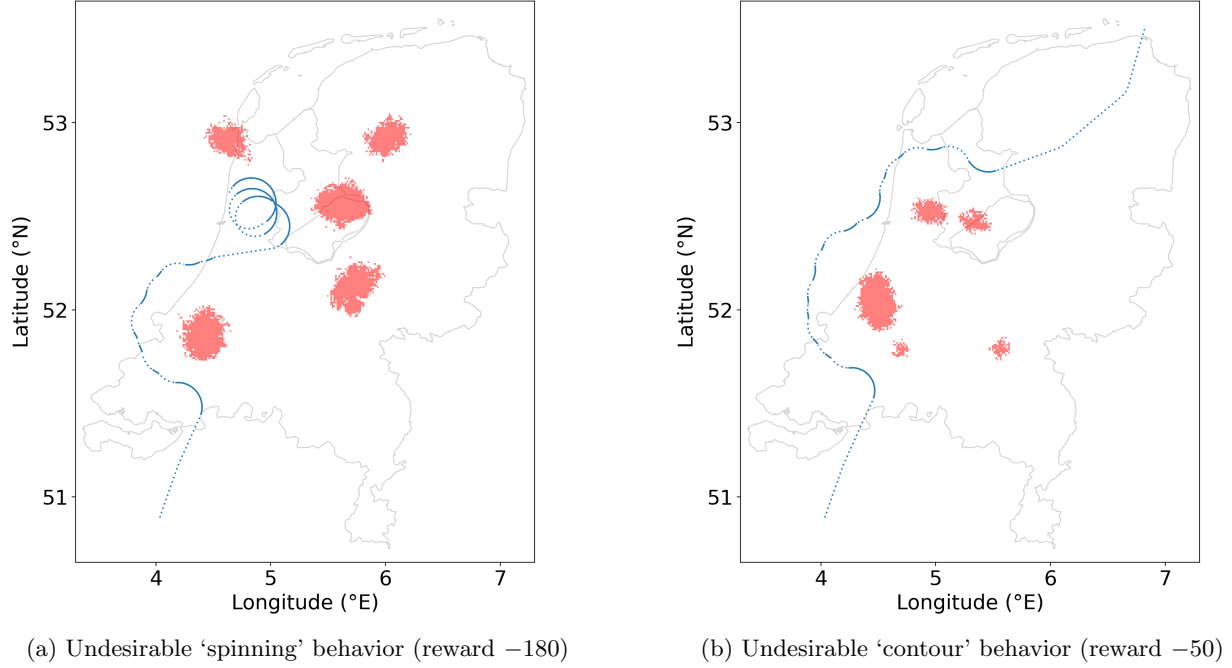 53
52
51
Latitude (°N)
4
5
6
7
Longitude (°E)
(a) Undesirable ‘spinning’ behavior (reward −180)
53
52
51
Latitude (°N)
4
5
6
7
Longitude (°E)
(b) Undesirable ‘contour’ behavior (reward −50)